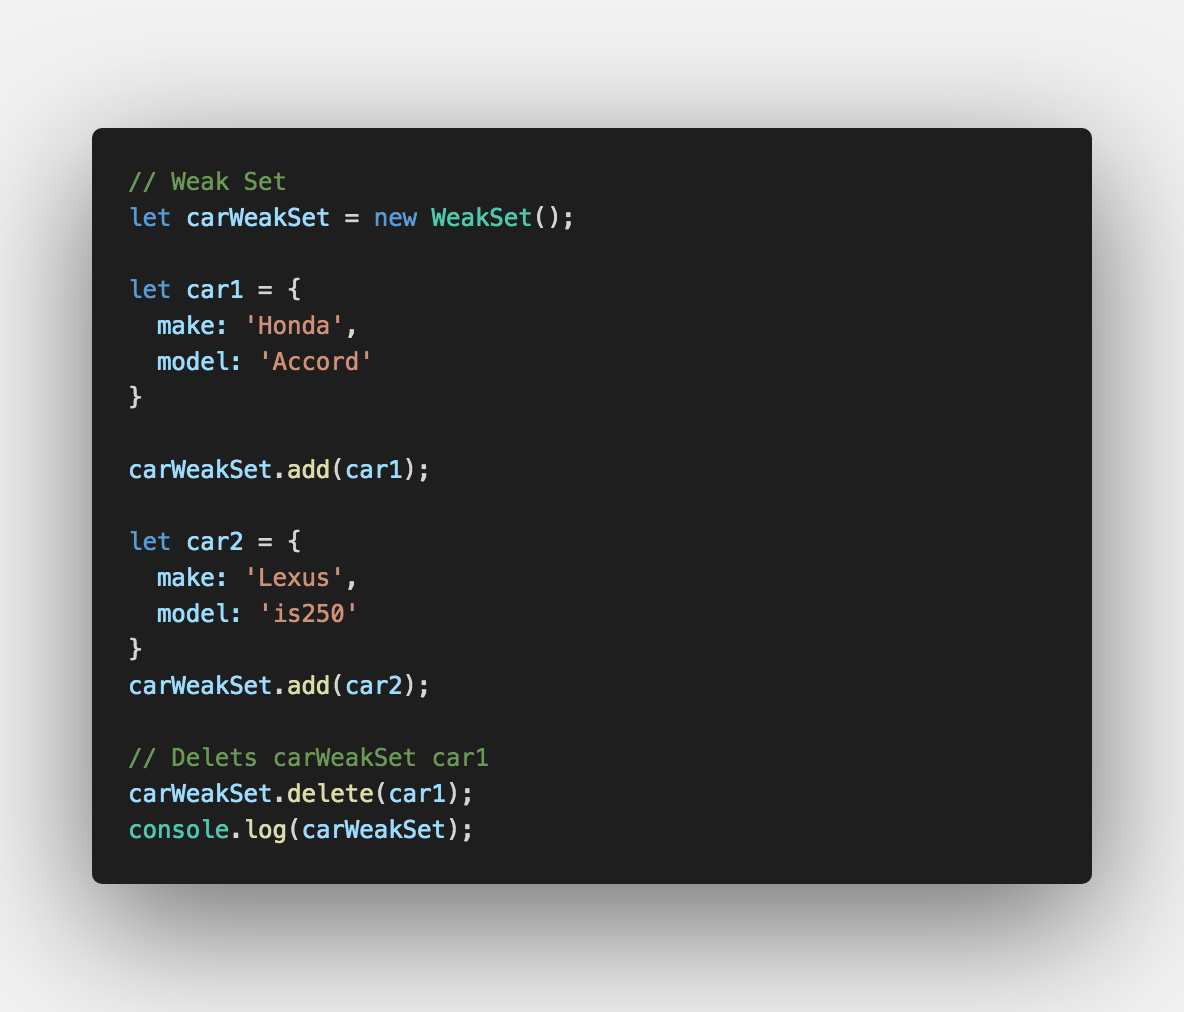 // Weak Set
let carWeakSet = new WeakSet();
let car1 = {
  make: 'Honda',
  model: 'Accord'
}
carWeakSet.add(car1);
let car2 = {
  make: 'Lexus',
  model: 'is250'
}
carWeakSet.add(car2);
// Delets carWeakSet car1
carWeakSet.delete(car1);
console.log(carWeakSet);